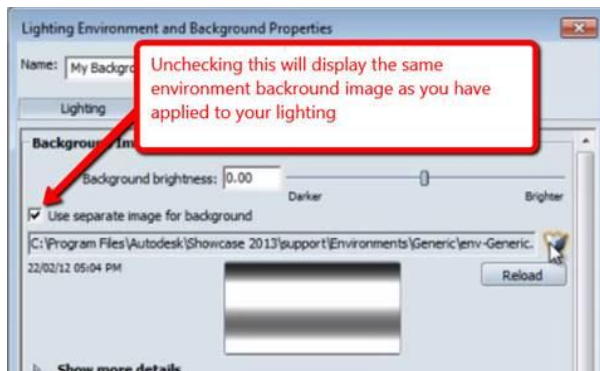 Lighting Environment and Background Properties
Name: My Backgro
Unchecking this will display the same
environment backround image as you have
applied to your lighting
Lighting
Background Im
Background brightness: 0.00
Darker Brighter
Use separate image for background
C:\Program Files\Autodesk\Showcase 2013\support\Environments\Generic\env-Generic.
22/02/12 05:04 PM
Reload
Show more details